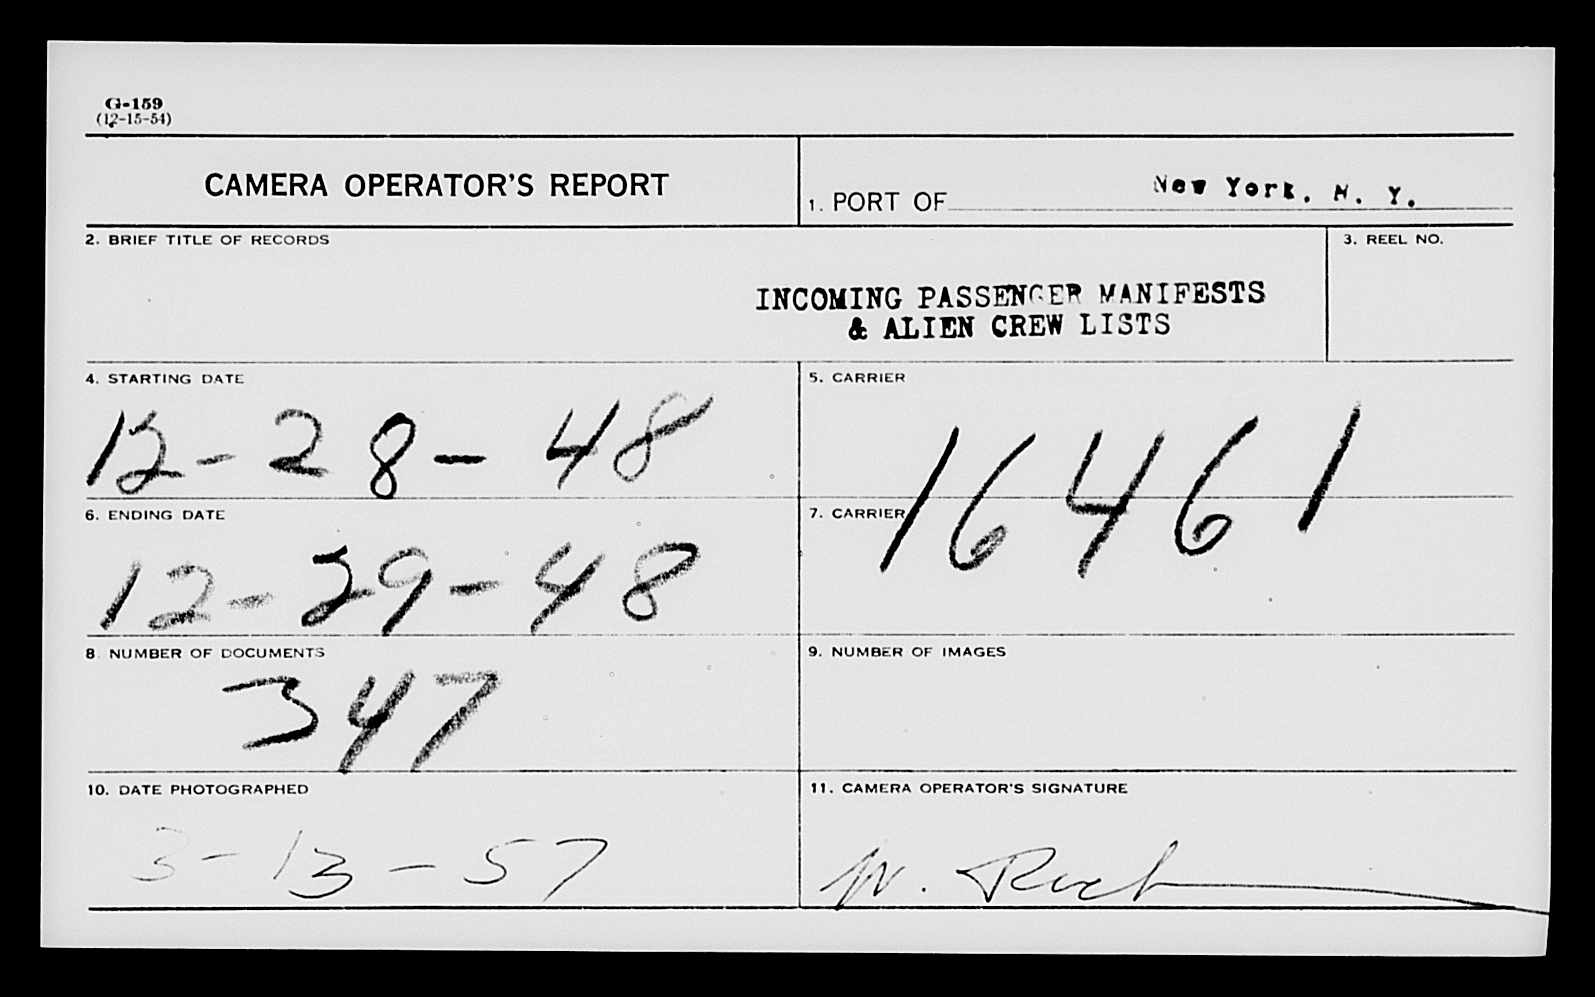 G-159
(12-15-54)
CAMERA OPERATOR'S REPORT
1. PORT OF New York, N. Y.
2. BRIEF TITLE OF RECORDS
3. REEL NO.
INCOMING PASSENGER MANIFESTS
& ALIEN CREW LISTS
4. STARTING DATE
12-28-48
5. CARRIER
16461
6. ENDING DATE
12-29-48
7. CARRIER
8. NUMBER OF DOCUMENTS
347
9. NUMBER OF IMAGES
10. DATE PHOTOGRAPHED
3-13-57
11. CAMERA OPERATOR'S SIGNATURE
W.